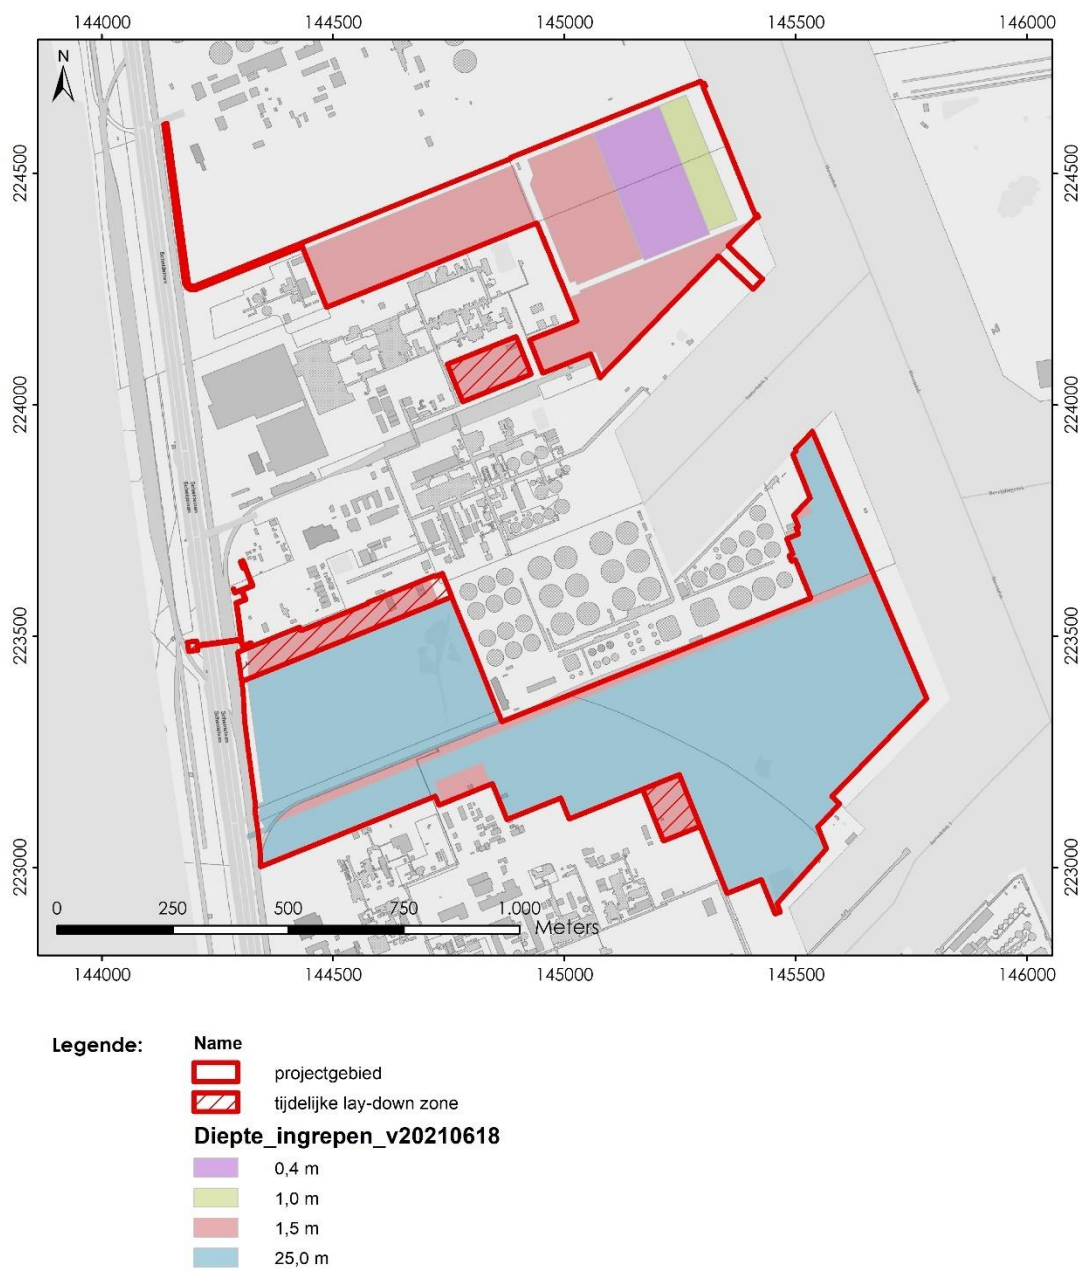 144000 144500 145000 145500 146000
N
224500 224500
224000 224000
223500 223500
223000 223000
0 250 500 750 1.000
Meters
144000 144500 145000 145500 146000
Legende: Name
projectgebied
tijdelijke lay-down zone
Diepte_ingrepen_v20210618
0,4 m
1,0 m
1,5 m
25,0 m